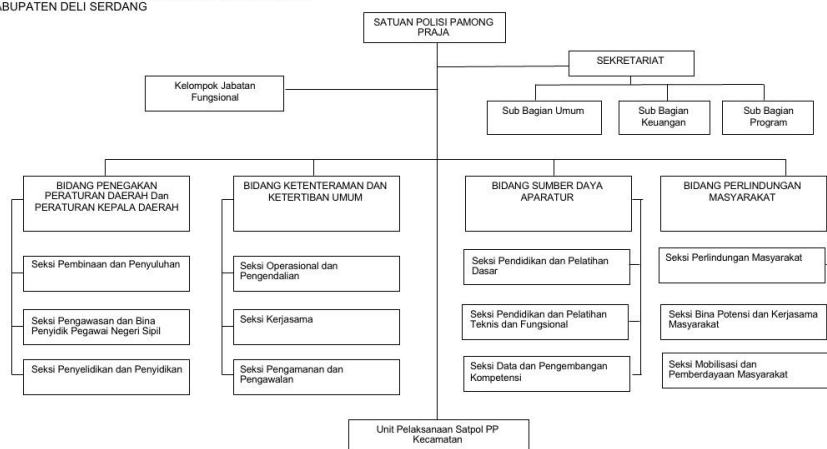 KABUPATEN DELI SERDANG
SATUAN POLISI PAMONG
PRAJA
SEKRETARIAT
Kelompok Jabatan
Fungsional
Sub Bagian Umum
Sub Bagian
Keuangan
Sub Bagian
Program
BIDANG PENEGAKAN
PERATURAN DAERAH Dan
PERATURAN KEPALA DAERAH
BIDANG KETENTERAMAN DAN
KETERTIBAN UMUM
BIDANG SUMBER DAYA
APARATUR
BIDANG PERLINDUNGAN
MASYARAKAT
Seksi Pembinaan dan Penyuluhan
Seksi Operasional dan
Pengendalian
Seksi Pendidikan dan Pelatihan
Dasar
Seksi Perlindungan Masyarakat
Seksi Pengawasan dan Bina
Penyidik Pegawai Negeri Sipil
Seksi Kerjasama
Seksi Pendidikan dan Pelatihan
Teknis dan Fungsional
Seksi Bina Potensi dan Kerjasama
Masyarakat
Seksi Penyelidikan dan Penyidikan
Seksi Pengamanan dan
Pengawalan
Seksi Data dan Pengembangan
Kompetensi
Seksi Mobilisasi dan
Pemberdayaan Masyarakat
Unit Pelaksanaan Satpol PP
Kecamatan